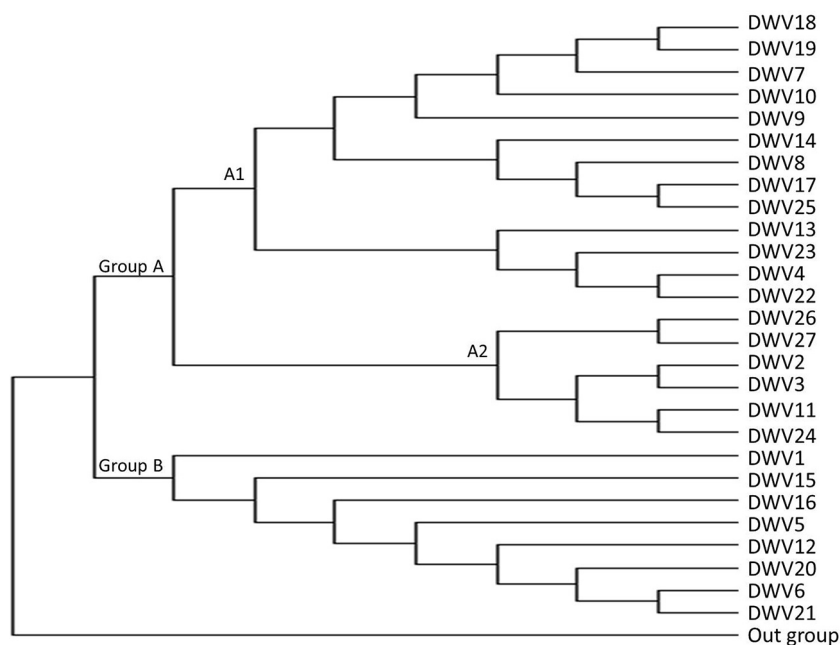 DWV18
DWV19
DWV7
DWV10
DWV9
DWV14
A1
DWV8
DWV17
DWV25
DWV13
DWV23
Group A
DWV4
DWV22
DWV26
DWV27
A2
DWV2
DWV3
DWV11
DWV24
DWV1
Group B
DWV15
DWV16
DWV5
DWV12
DWV20
DWV6
DWV21
Out group